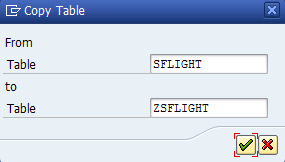 Copy Table
From
Table SFLIGHT
to
Table ZSFLIGHT